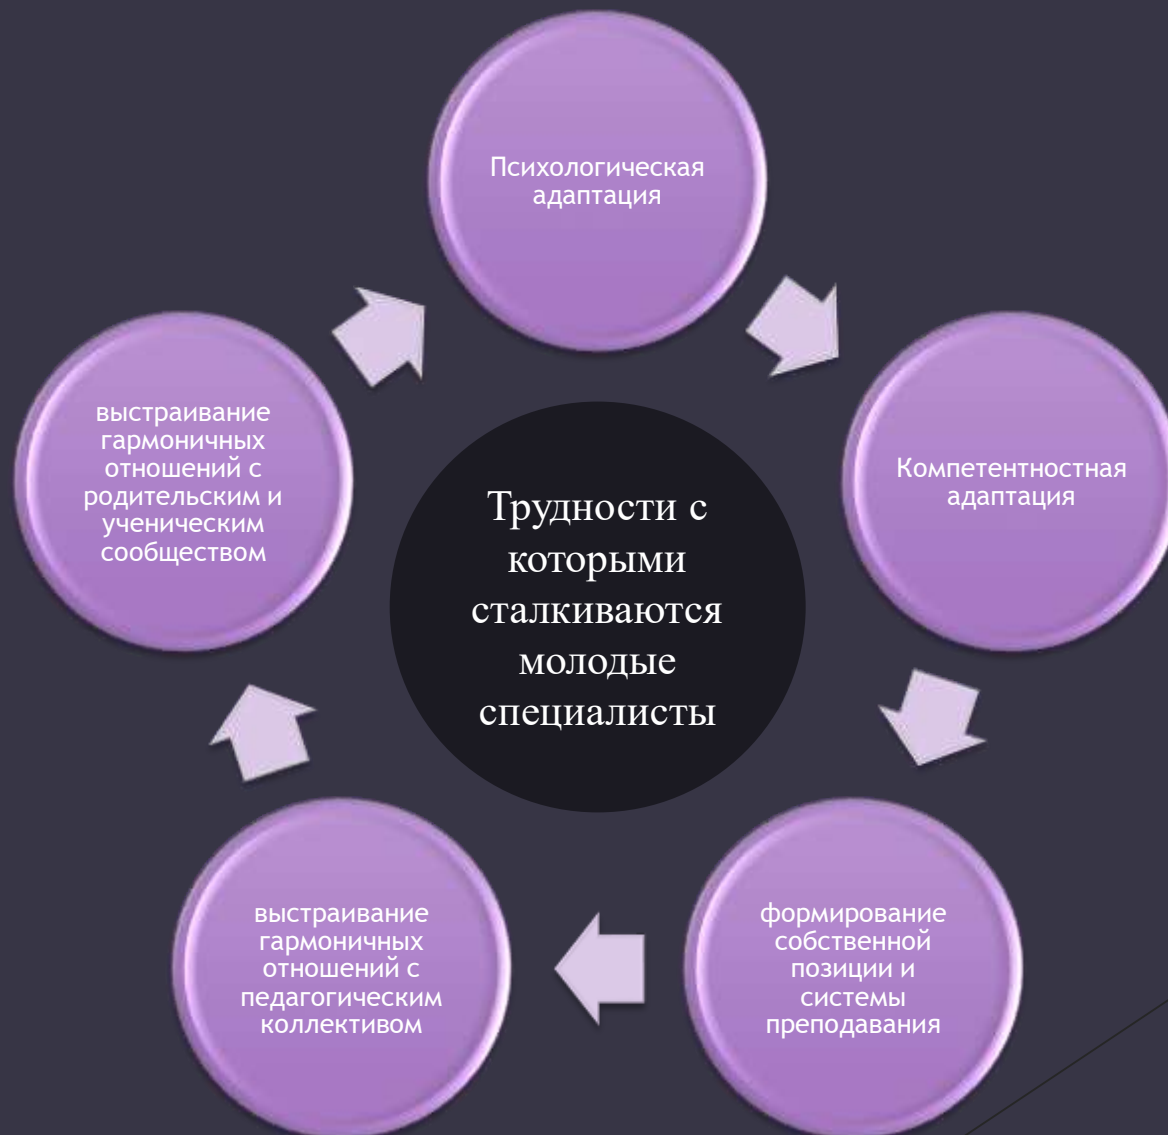 Психологическая
адаптация
Компетентностная
адаптация
формирование
собственной
позиции и
системы
преподавания
выстраивание
гармоничных
отношений с
педагогическим
коллективом
выстраивание
гармоничных
отношений с
родительским и
ученическим
сообществом
Трудности с
которыми
сталкиваются
молодые
специалисты